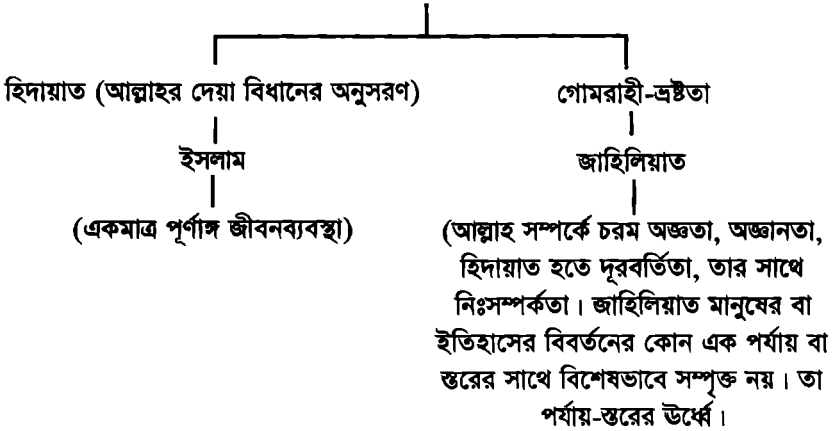 হিদায়াত (আল্লাহর দেয়া বিধানের অনুসরণ)
গোমরাহী-ভ্রষ্টতা
ইসলাম
জাহিলিয়াত
(একমাত্র পূর্ণাঙ্গ জীবনব্যবস্থা)
(আল্লাহ সম্পর্কে চরম অজ্ঞতা, অজ্ঞানতা,
হিদায়াত হতে দূরবর্তিতা, তার সাথে
নিঃসম্পর্কতা। জাহিলিয়াত মানুষের বা
ইতিহাসের বিবর্তনের কোন এক পর্যায় বা
স্তরের সাথে বিশেষভাবে সম্পৃক্ত নয়। তা
পর্যায়-স্তরের ঊর্ধ্বে।